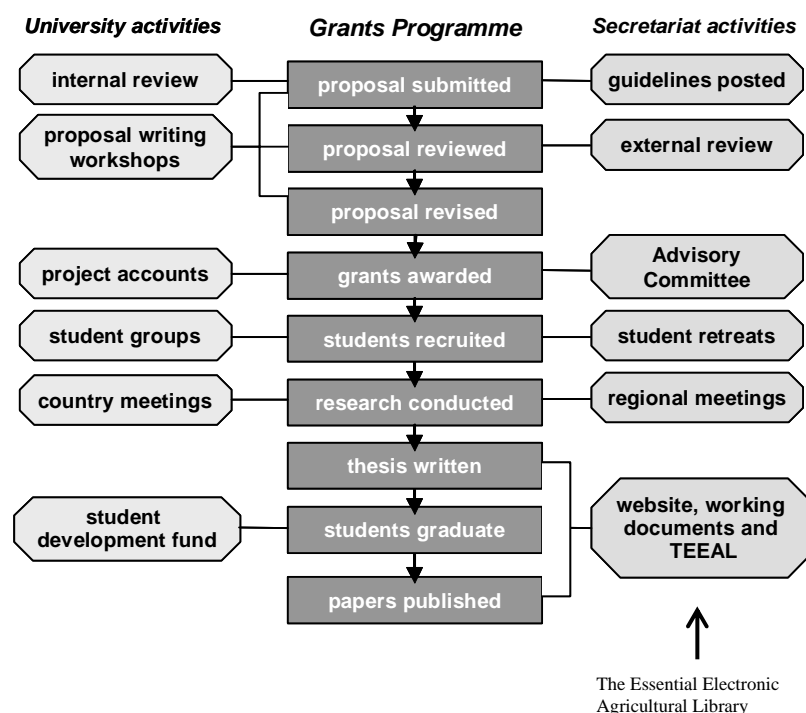 University activities
Grants Programme
Secretariat activities
internal review
proposal submitted
guidelines posted
proposal writing
workshops
proposal reviewed
external review
proposal revised
project accounts
grants awarded
Advisory
Committee
student groups
students recruited
student retreats
country meetings
research conducted
regional meetings
thesis written
student
development fund
students graduate
website, working
documents and
TEEAL
papers published
The Essential Electronic
Agricultural Library